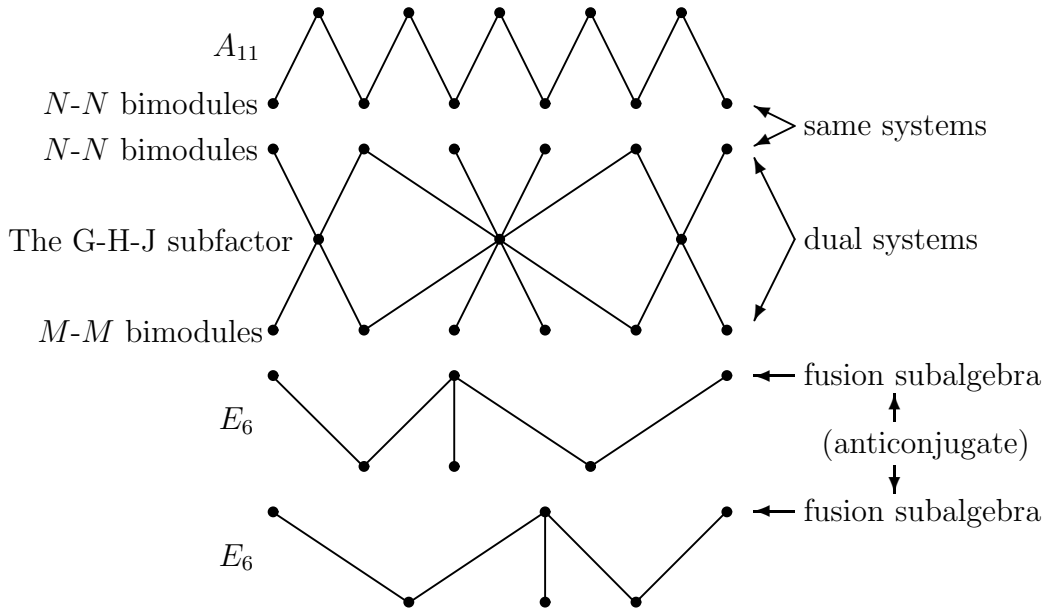 A₁₁
N-N bimodules
same systems
N-N bimodules
The G-H-J subfactor
dual systems
M-M bimodules
fusion subalgebra
E₆
(anticonjugate)
fusion subalgebra
E₆